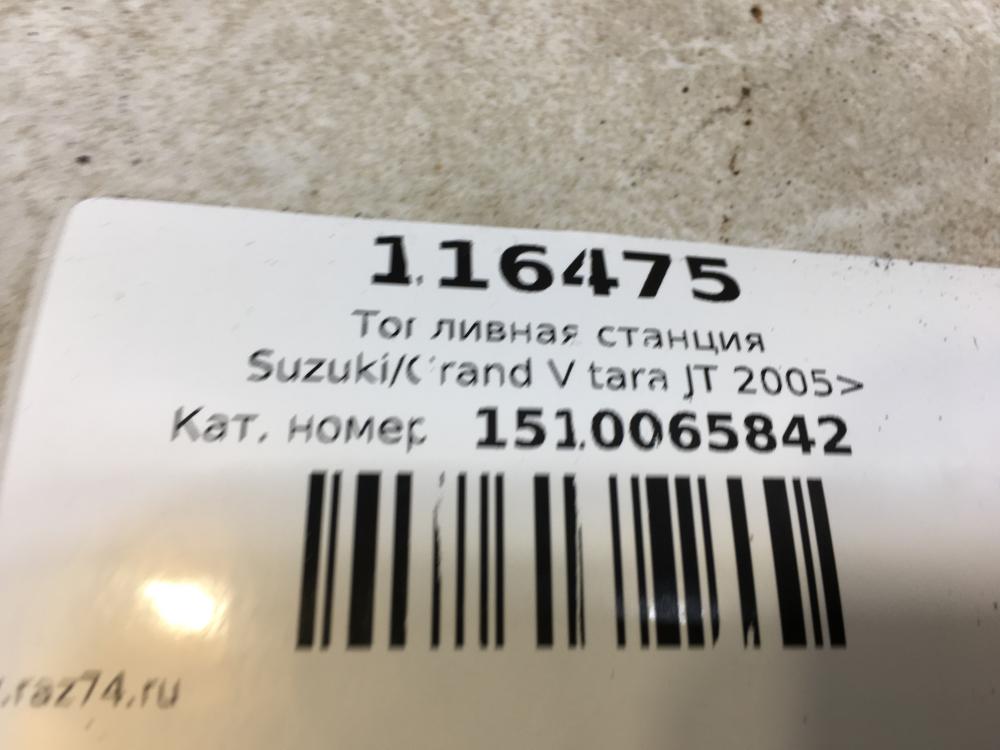 116475
Топливная станция
Suzuki/Grand Vitara JT 2005>
Кат. номер 1510065842
.raz74.ru